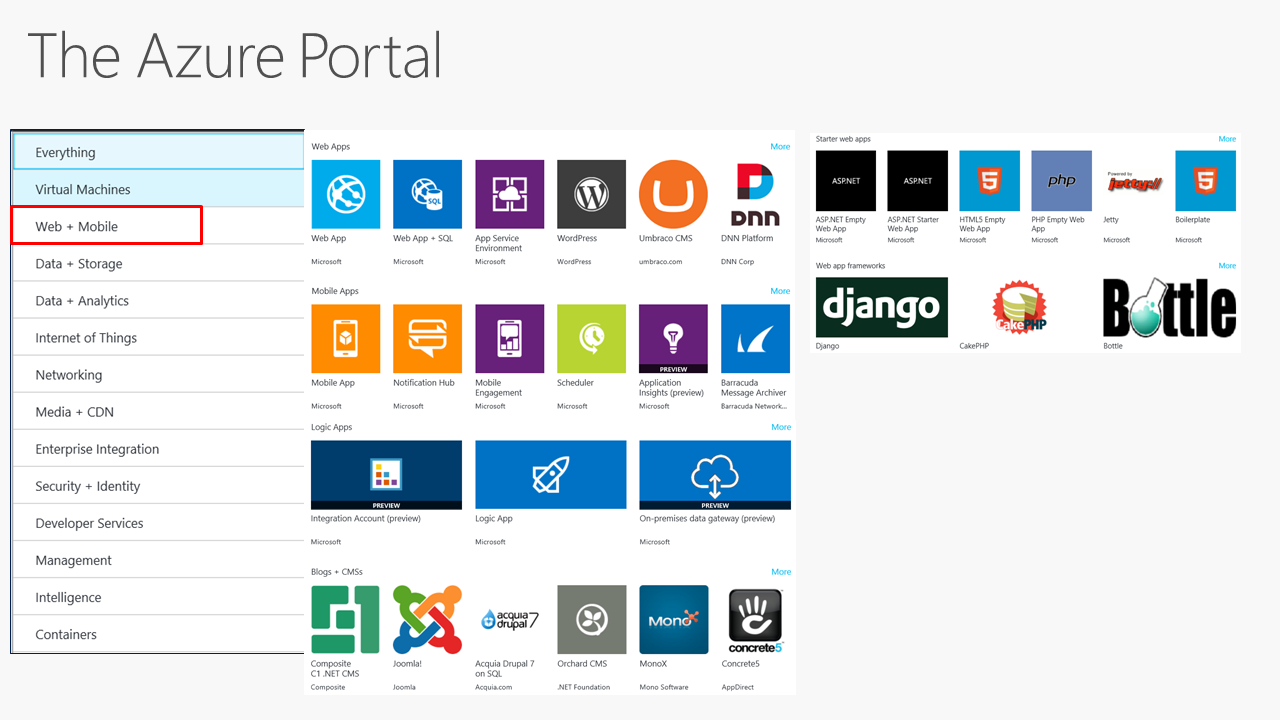 The Azure Portal
Everything
Virtual Machines
Web + Mobile
Data + Storage
Data + Analytics
Internet of Things
Networking
Media + CDN
Enterprise Integration
Security + Identity
Developer Services
Management
Intelligence
Containers
Web Apps More
SQL
DNN
Web App Web App + SQL App Service WordPress Umbraco CMS DNN Platform
Environment
Microsoft Microsoft Microsoft WordPress umbraco.com DNN Corp
Mobile Apps More
PREVIEW
Mobile App Notification Hub Mobile Scheduler Application Barracuda
Engagement Insights (preview) Message Archiver
Microsoft Microsoft Microsoft Microsoft Microsoft Barracuda Network...
Logic Apps More
PREVIEW PREVIEW
Integration Account (preview) Logic App On-premises data gateway (preview)
Microsoft Microsoft Microsoft
Blogs + CMSs More
acquia drupal 7 MonoX concrete5
Composite Joomla! Acquia Drupal 7 Orchard CMS MonoX Concrete5
C1 .NET CMS on SQL
Composite Joomla Acquia.com .NET Foundation Mono Software AppDirect
Starter web apps More
ASP.NET ASP.NET 5 php Powered by jetty:// 5
ASP.NET Empty ASP.NET Starter HTML5 Empty PHP Empty Web Jetty Boilerplate
Web App Web App Web App App
Microsoft Microsoft Microsoft Microsoft Microsoft Microsoft
Web app frameworks More
django CakePHP Bottle
Django CakePHP Bottle